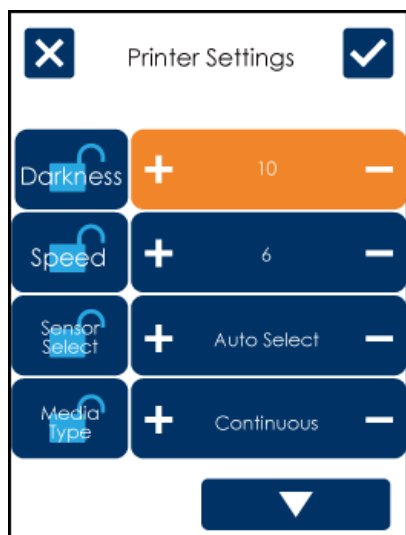 Printer Settings
Darkness + 10 −
Speed + 6 −
Sensor
Select + Auto Select −
Media
Type + Continuous −